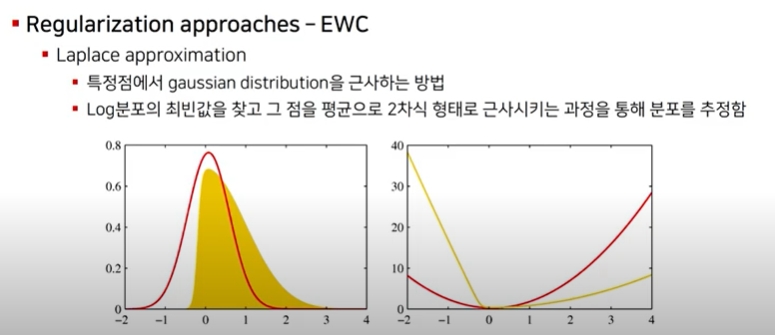 Regularization approaches – EWC
Laplace approximation
특정점에서 gaussian distribution을 근사하는 방법
Log분포의 최빈값을 찾고 그 점을 평균으로 2차식 형태로 근사시키는 과정을 통해 분포를 추정함
0.8
0.6
0.4
0.2
0
−2 −1 0 1 2 3 4
40
30
20
10
0
−2 −1 0 1 2 3 4